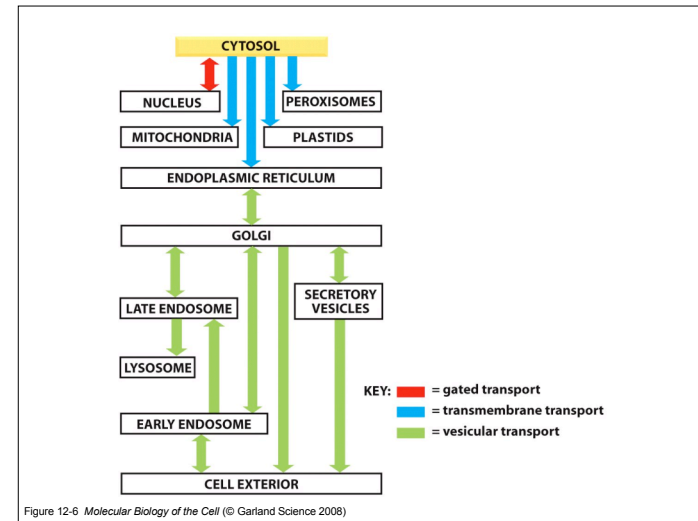 CYTOSOL
NUCLEUS
PEROXISOMES
MITOCHONDRIA
PLASTIDS
ENDOPLASMIC RETICULUM
GOLGI
LATE ENDOSOME
SECRETORY
VESICLES
LYSOSOME
EARLY ENDOSOME
CELL EXTERIOR
KEY:
= gated transport
= transmembrane transport
= vesicular transport
Figure 12-6 Molecular Biology of the Cell (© Garland Science 2008)